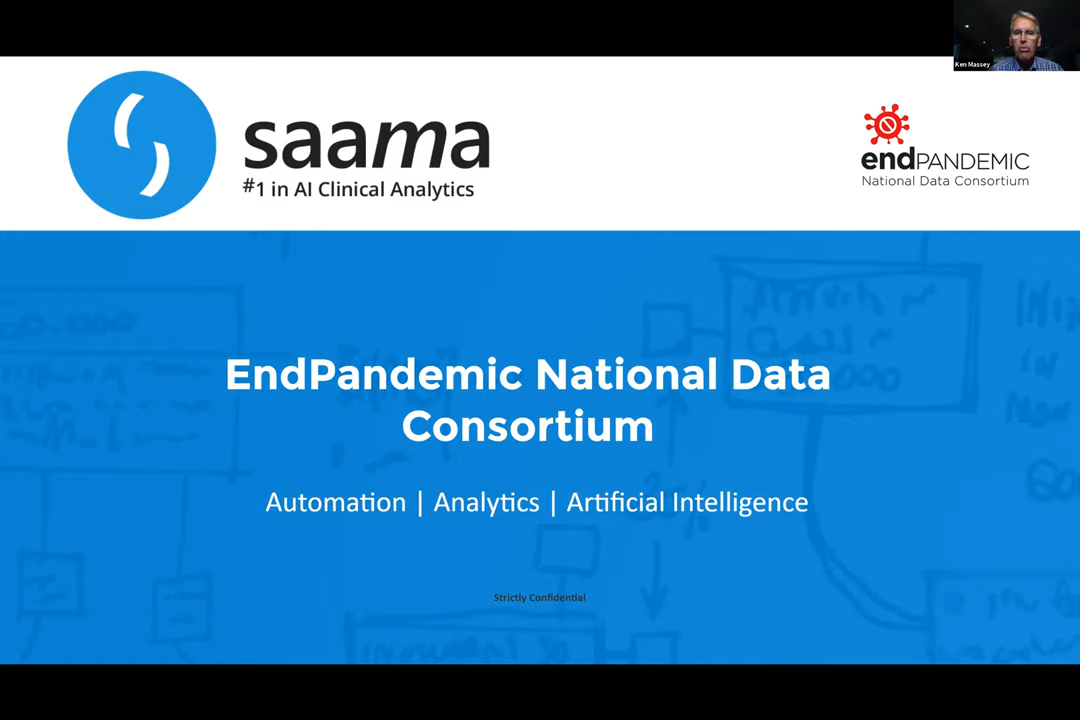 Ken Massey
saama
#1 in AI Clinical Analytics
endPANDEMIC
National Data Consortium
EndPandemic National Data
Consortium
Automation | Analytics | Artificial Intelligence
Strictly Confidential